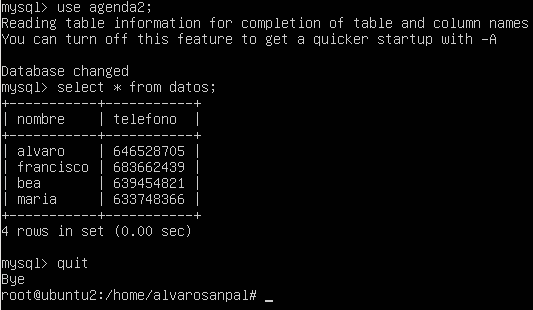 mysql> use agenda2;
Reading table information for completion of table and column names
You can turn off this feature to get a quicker startup with -A

Database changed
mysql> select * from datos;
+-----------+-----------+
| nombre    | telefono  |
+-----------+-----------+
| alvaro    | 646528705 |
| francisco | 683662439 |
| bea       | 639454821 |
| maria     | 633748366 |
+-----------+-----------+
4 rows in set (0.00 sec)

mysql> quit
Bye
root@ubuntu2:/home/alvarosanpal# _